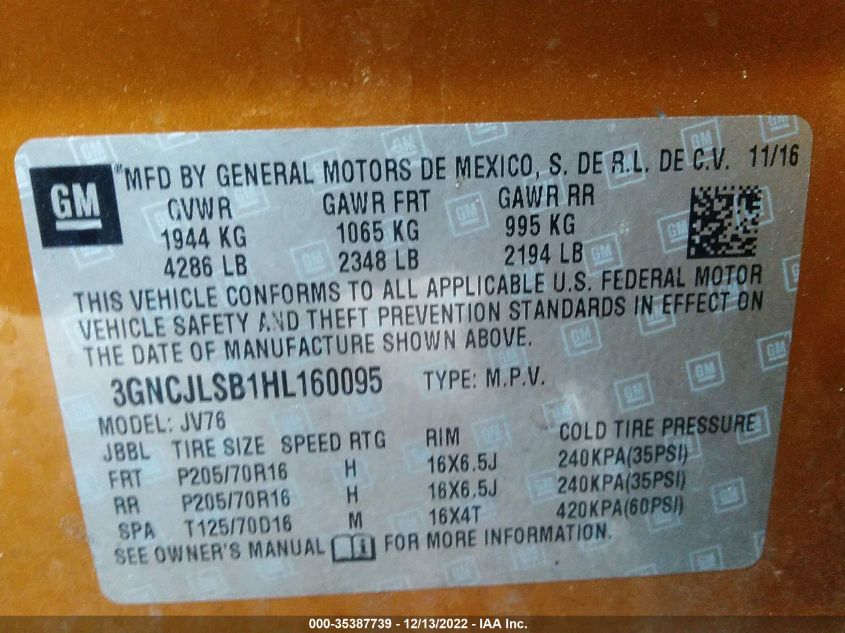 GM
MFD BY GENERAL MOTORS DE MEXICO, S. DE R.L. DE C.V. 11/16
GVWR GAWR FRT GAWR RR
1944 KG 1065 KG 995 KG
4286 LB 2348 LB 2194 LB
THIS VEHICLE CONFORMS TO ALL APPLICABLE U.S. FEDERAL MOTOR
VEHICLE SAFETY AND THEFT PREVENTION STANDARDS IN EFFECT ON
THE DATE OF MANUFACTURE SHOWN ABOVE.
3GNCJLSB1HL160095 TYPE: M.P.V.
MODEL: JV76
JBBL TIRE SIZE SPEED RTG RIM COLD TIRE PRESSURE
FRT P205/70R16 H 16X6.5J 240KPA(35PSI)
RR P205/70R16 H 16X6.5J 240KPA(35PSI)
SPA T125/70D16 M 16X4T 420KPA(60PSI)
SEE OWNER'S MANUAL FOR MORE INFORMATION.
000-35387739 - 12/13/2022 - IAA Inc.